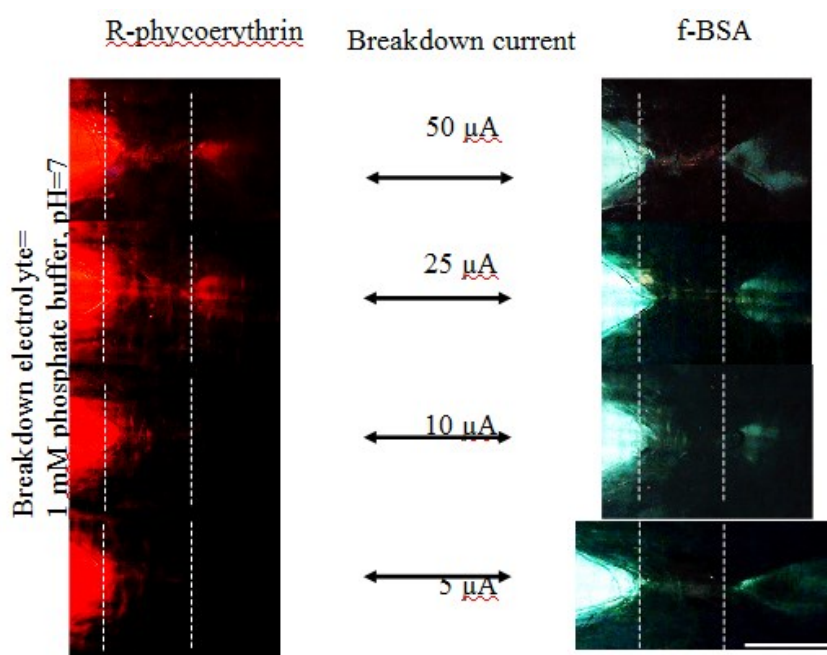 R-phycoerythrin
Breakdown current
f-BSA
Breakdown electrolyte=
1 mM phosphate buffer, pH=7
50 µA
25 µA
10 µA
5 µA